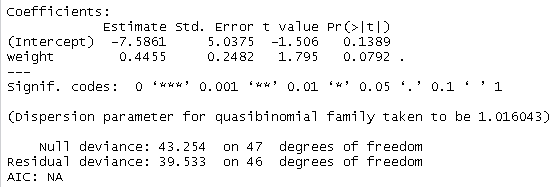 Coefficients:
            Estimate Std. Error t value Pr(>|t|)
(Intercept)  -7.5861     5.0375  -1.506   0.1389
weight        0.4455     0.2482   1.795   0.0792 .
---
Signif. codes:  0 ‘***’ 0.001 ‘**’ 0.01 ‘*’ 0.05 ‘.’ 0.1 ‘ ’ 1
(Dispersion parameter for quasibinomial family taken to be 1.016043)
    Null deviance: 43.254  on 47  degrees of freedom
Residual deviance: 39.533  on 46  degrees of freedom
AIC: NA